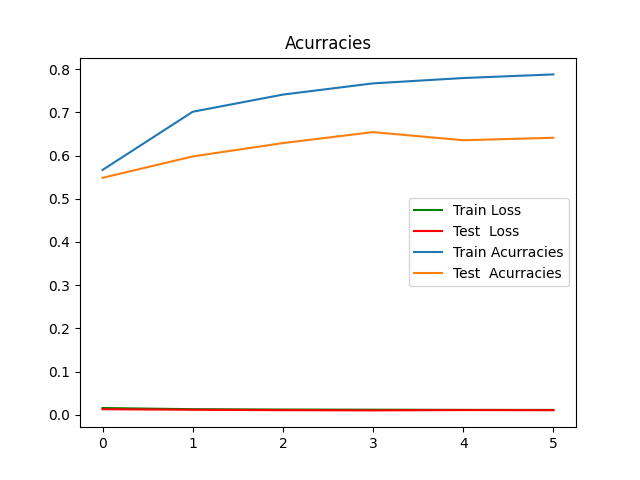 Acurracies
0.8
0.7
0.6
0.5
0.4
0.3
0.2
0.1
0.0
Train Loss
Test  Loss
Train Acurracies
Test  Acurracies
0 1 2 3 4 5